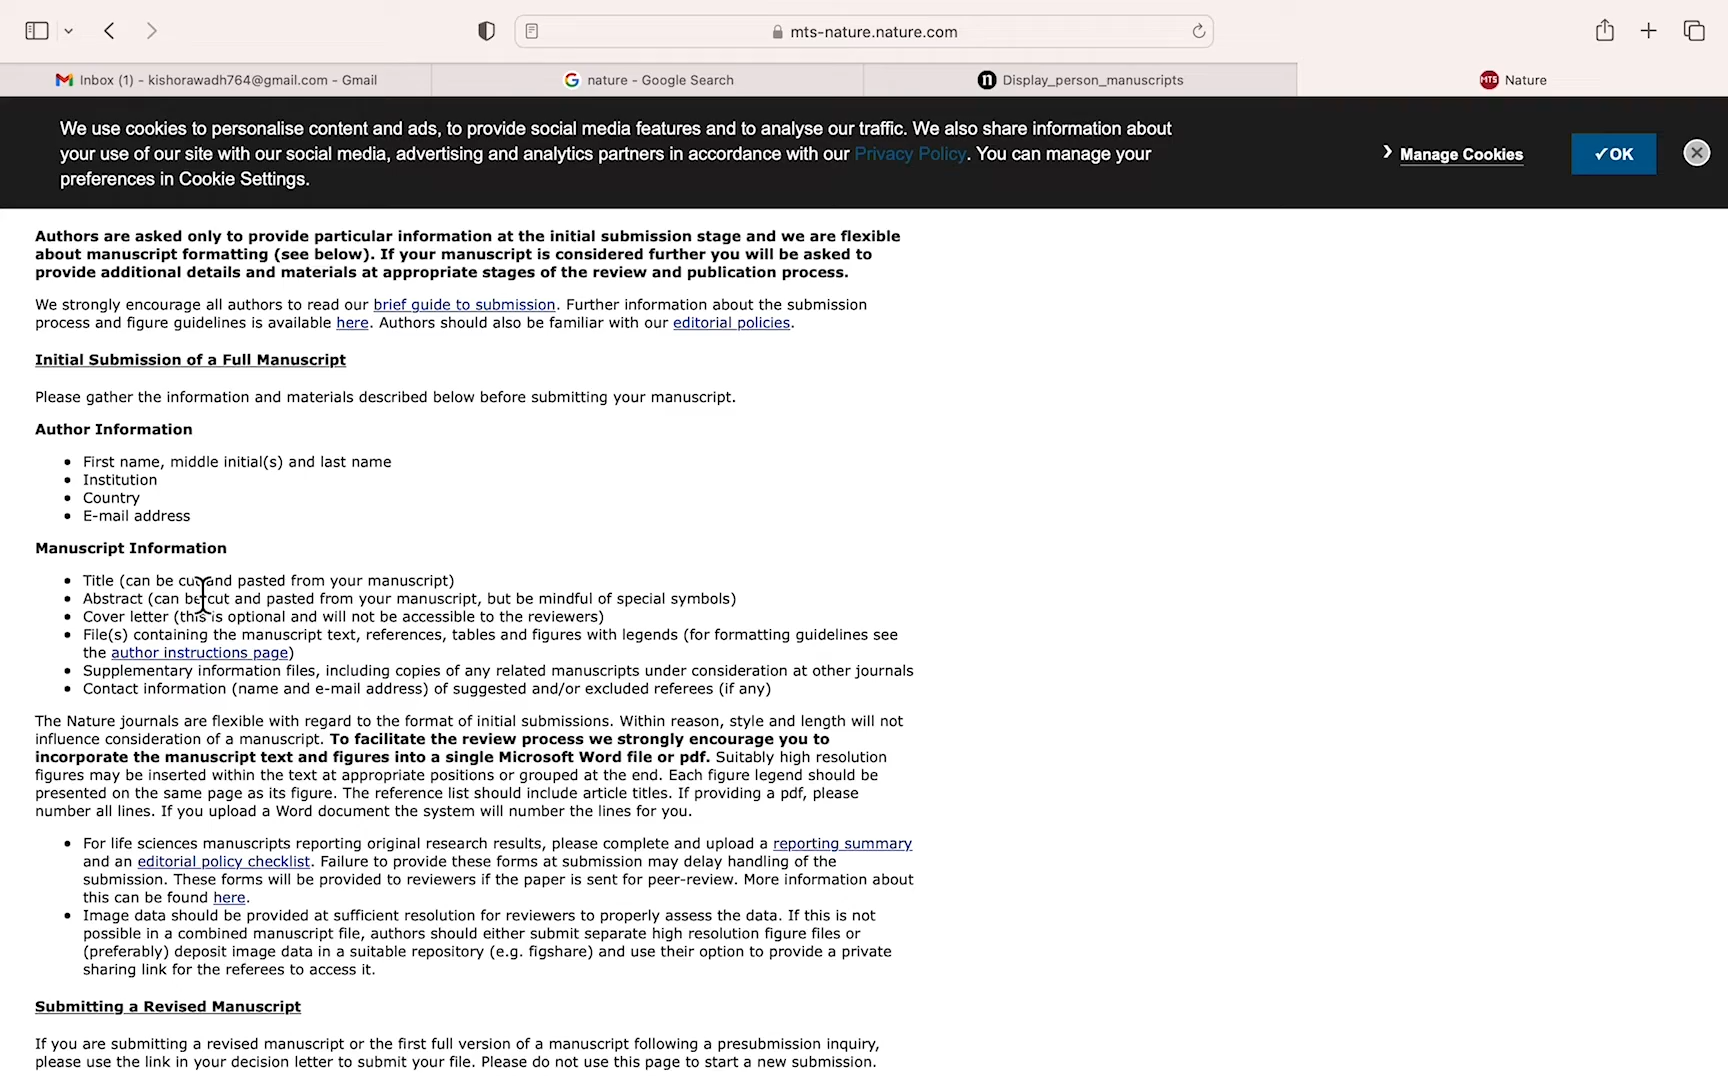 mts-nature.nature.com
Inbox (1) - kishorawadh764@gmail.com - Gmail
nature - Google Search
Display_person_manuscripts
Nature
We use cookies to personalise content and ads, to provide social media features and to analyse our traffic. We also share information about
your use of our site with our social media, advertising and analytics partners in accordance with our Privacy Policy. You can manage your
preferences in Cookie Settings.
Manage Cookies
✓OK
Authors are asked only to provide particular information at the initial submission stage and we are flexible
about manuscript formatting (see below). If your manuscript is considered further you will be asked to
provide additional details and materials at appropriate stages of the review and publication process.
We strongly encourage all authors to read our brief guide to submission. Further information about the submission
process and figure guidelines is available here. Authors should also be familiar with our editorial policies.
Initial Submission of a Full Manuscript
Please gather the information and materials described below before submitting your manuscript.
Author Information
• First name, middle initial(s) and last name
• Institution
• Country
• E-mail address
Manuscript Information
• Title (can be cut and pasted from your manuscript)
• Abstract (can be cut and pasted from your manuscript, but be mindful of special symbols)
• Cover letter (this is optional and will not be accessible to the reviewers)
• File(s) containing the manuscript text, references, tables and figures with legends (for formatting guidelines see
the author instructions page)
• Supplementary information files, including copies of any related manuscripts under consideration at other journals
• Contact information (name and e-mail address) of suggested and/or excluded referees (if any)
The Nature journals are flexible with regard to the format of initial submissions. Within reason, style and length will not
influence consideration of a manuscript. To facilitate the review process we strongly encourage you to
incorporate the manuscript text and figures into a single Microsoft Word file or pdf. Suitably high resolution
figures may be inserted within the text at appropriate positions or grouped at the end. Each figure legend should be
presented on the same page as its figure. The reference list should include article titles. If providing a pdf, please
number all lines. If you upload a Word document the system will number the lines for you.
• For life sciences manuscripts reporting original research results, please complete and upload a reporting summary
and an editorial policy checklist. Failure to provide these forms at submission may delay handling of the
submission. These forms will be provided to reviewers if the paper is sent for peer-review. More information about
this can be found here.
• Image data should be provided at sufficient resolution for reviewers to properly assess the data. If this is not
possible in a combined manuscript file, authors should either submit separate high resolution figure files or
(preferably) deposit image data in a suitable repository (e.g. figshare) and use their option to provide a private
sharing link for the referees to access it.
Submitting a Revised Manuscript
If you are submitting a revised manuscript or the first full version of a manuscript following a presubmission inquiry,
please use the link in your decision letter to submit your file. Please do not use this page to start a new submission.